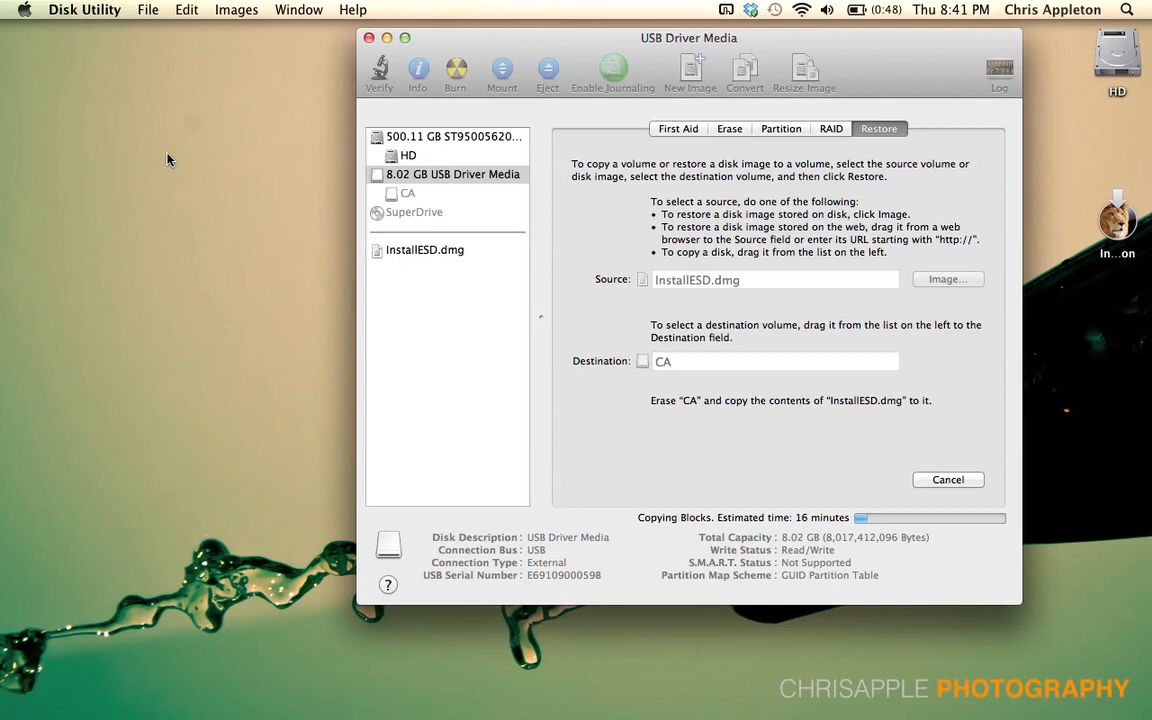 Disk Utility File Edit Images Window Help (0:48) Thu 8:41 PM Chris Appleton
USB Driver Media
Verify Info Burn Mount Eject Enable Journaling New Image Convert Resize Image Log
HD
500.11 GB ST95005620...
HD
8.02 GB USB Driver Media
CA
SuperDrive
InstallESD.dmg
First Aid Erase Partition RAID Restore
To copy a volume or restore a disk image to a volume, select the source volume or
disk image, select the destination volume, and then click Restore.
To select a source, do one of the following:
• To restore a disk image stored on disk, click Image.
• To restore a disk image stored on the web, drag it from a web
browser to the Source field or enter its URL starting with "http://".
• To copy a disk, drag it from the list on the left.
Source: InstallESD.dmg Image...
To select a destination volume, drag it from the list on the left to the
Destination field.
Destination: CA
Erase "CA" and copy the contents of "InstallESD.dmg" to it.
Cancel
Copying Blocks. Estimated time: 16 minutes
Disk Description : USB Driver Media
Connection Bus : USB
Connection Type : External
USB Serial Number : E6910900059B
Total Capacity : 8.02 GB (8,017,412,096 Bytes)
Write Status : Read/Write
S.M.A.R.T. Status : Not Supported
Partition Map Scheme : GUID Partition Table
?
In...on
CHRISAPPLE PHOTOGRAPHY